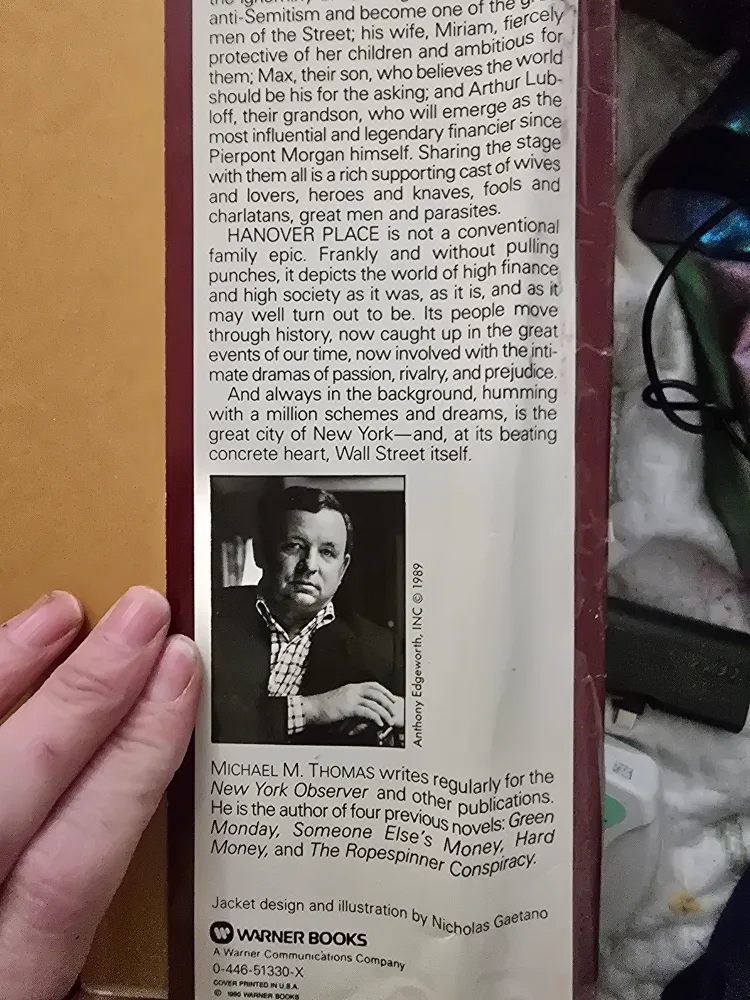 anti-Semitism and become one of the
men of the Street; his wife, Miriam, fiercely
protective of her children and ambitious for
them; Max, their son, who believes the world
should be his for the asking; and Arthur Lub-
loff, their grandson, who will emerge as the
most influential and legendary financier since
Pierpont Morgan himself. Sharing the stage
with them all is a rich supporting cast of wives
and lovers, heroes and knaves, fools and
charlatans, great men and parasites.
HANOVER PLACE is not a conventional
family epic. Frankly and without pulling
punches, it depicts the world of high finance
and high society as it was, as it is, and as it
may well turn out to be. Its people move
through history, now caught up in the great
events of our time, now involved with the inti-
mate dramas of passion, rivalry, and prejudice.
And always in the background, humming
with a million schemes and dreams, is the
great city of New York—and, at its beating
concrete heart, Wall Street itself.
Anthony Edgeworth, INC © 1989
MICHAEL M. THOMAS writes regularly for the
New York Observer and other publications.
He is the author of four previous novels: Green
Monday, Someone Else's Money, Hard
Money, and The Ropespinner Conspiracy.
Jacket design and illustration by Nicholas Gaetano
WARNER BOOKS
A Warner Communications Company
0-446-51330-X
COVER PRINTED IN U.S.A.
© 1990 WARNER BOOKS